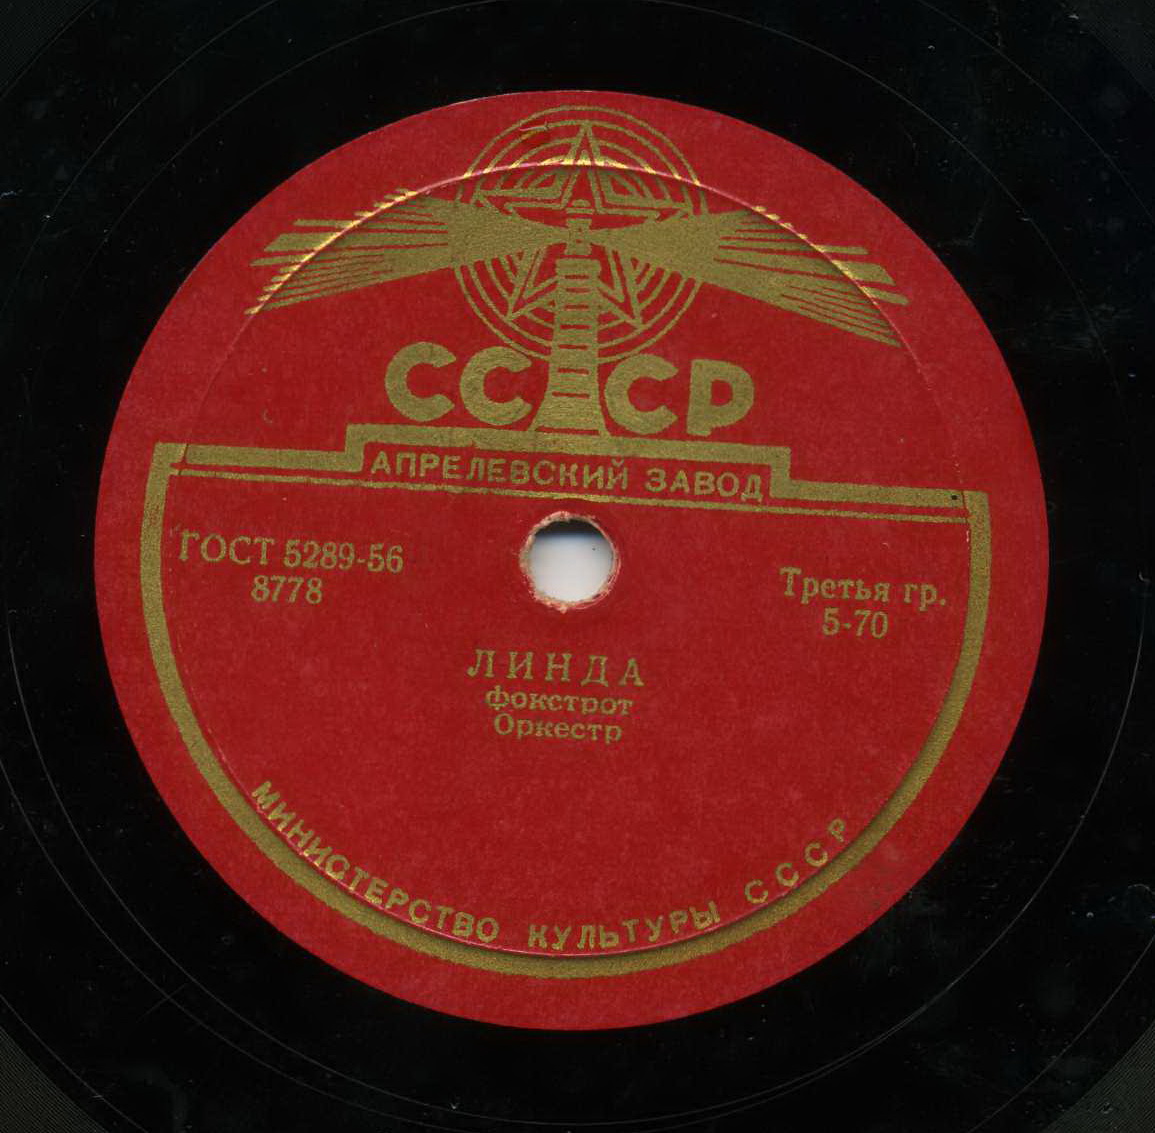 СССР
АПРЕЛЕВСКИЙ ЗАВОД
ГОСТ 5289-56
8778
Третья гр.
5-70
ЛИНДА
фокстрот
Оркестр
МИНИСТЕРСТВО КУЛЬТУРЫ СССР